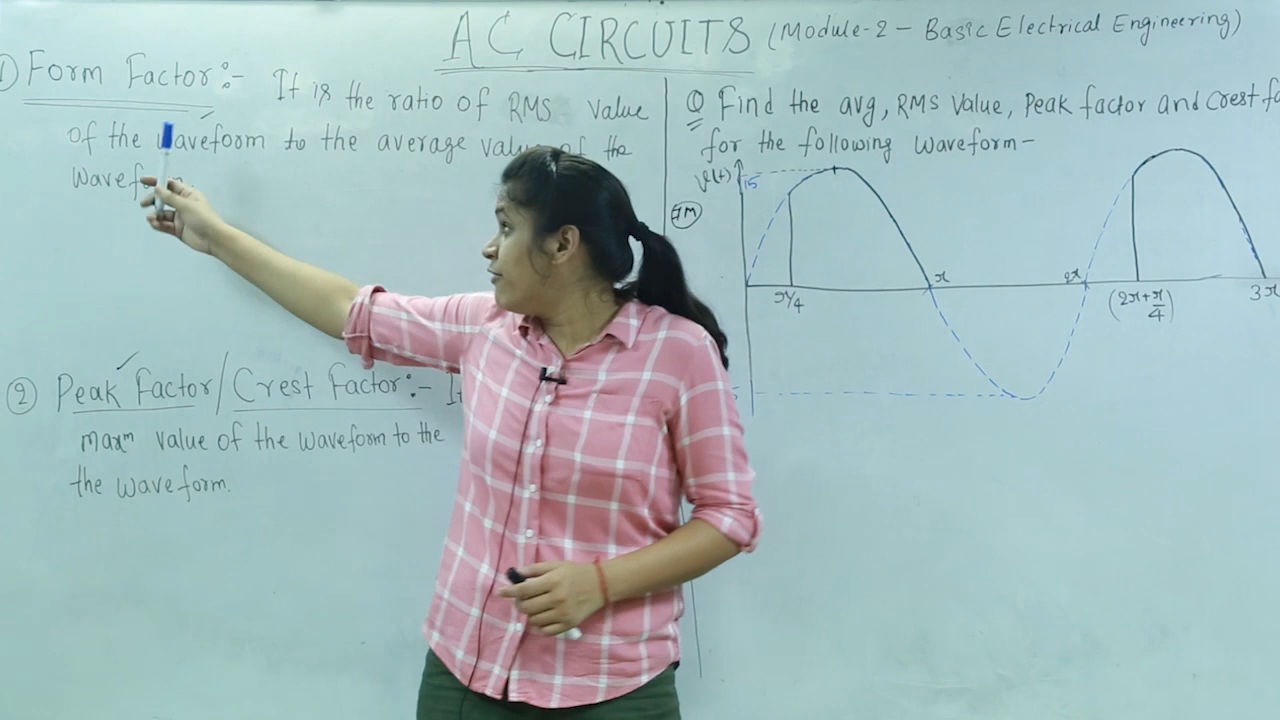 AC CIRCUITS (Module-2 - Basic Electrical Engineering)
1) Form Factor:- It is the ratio of RMS value
of the waveform to the average value of the
wavef
2 Peak Factor/Crest Factor:-
maxm value of the waveform to the
the waveform.
Q Find the avg, RMS value, Peak factor and Crest
for the following waveform-
v(t)
15
7M
π/4
π
2π
(2π+π/4)
3π